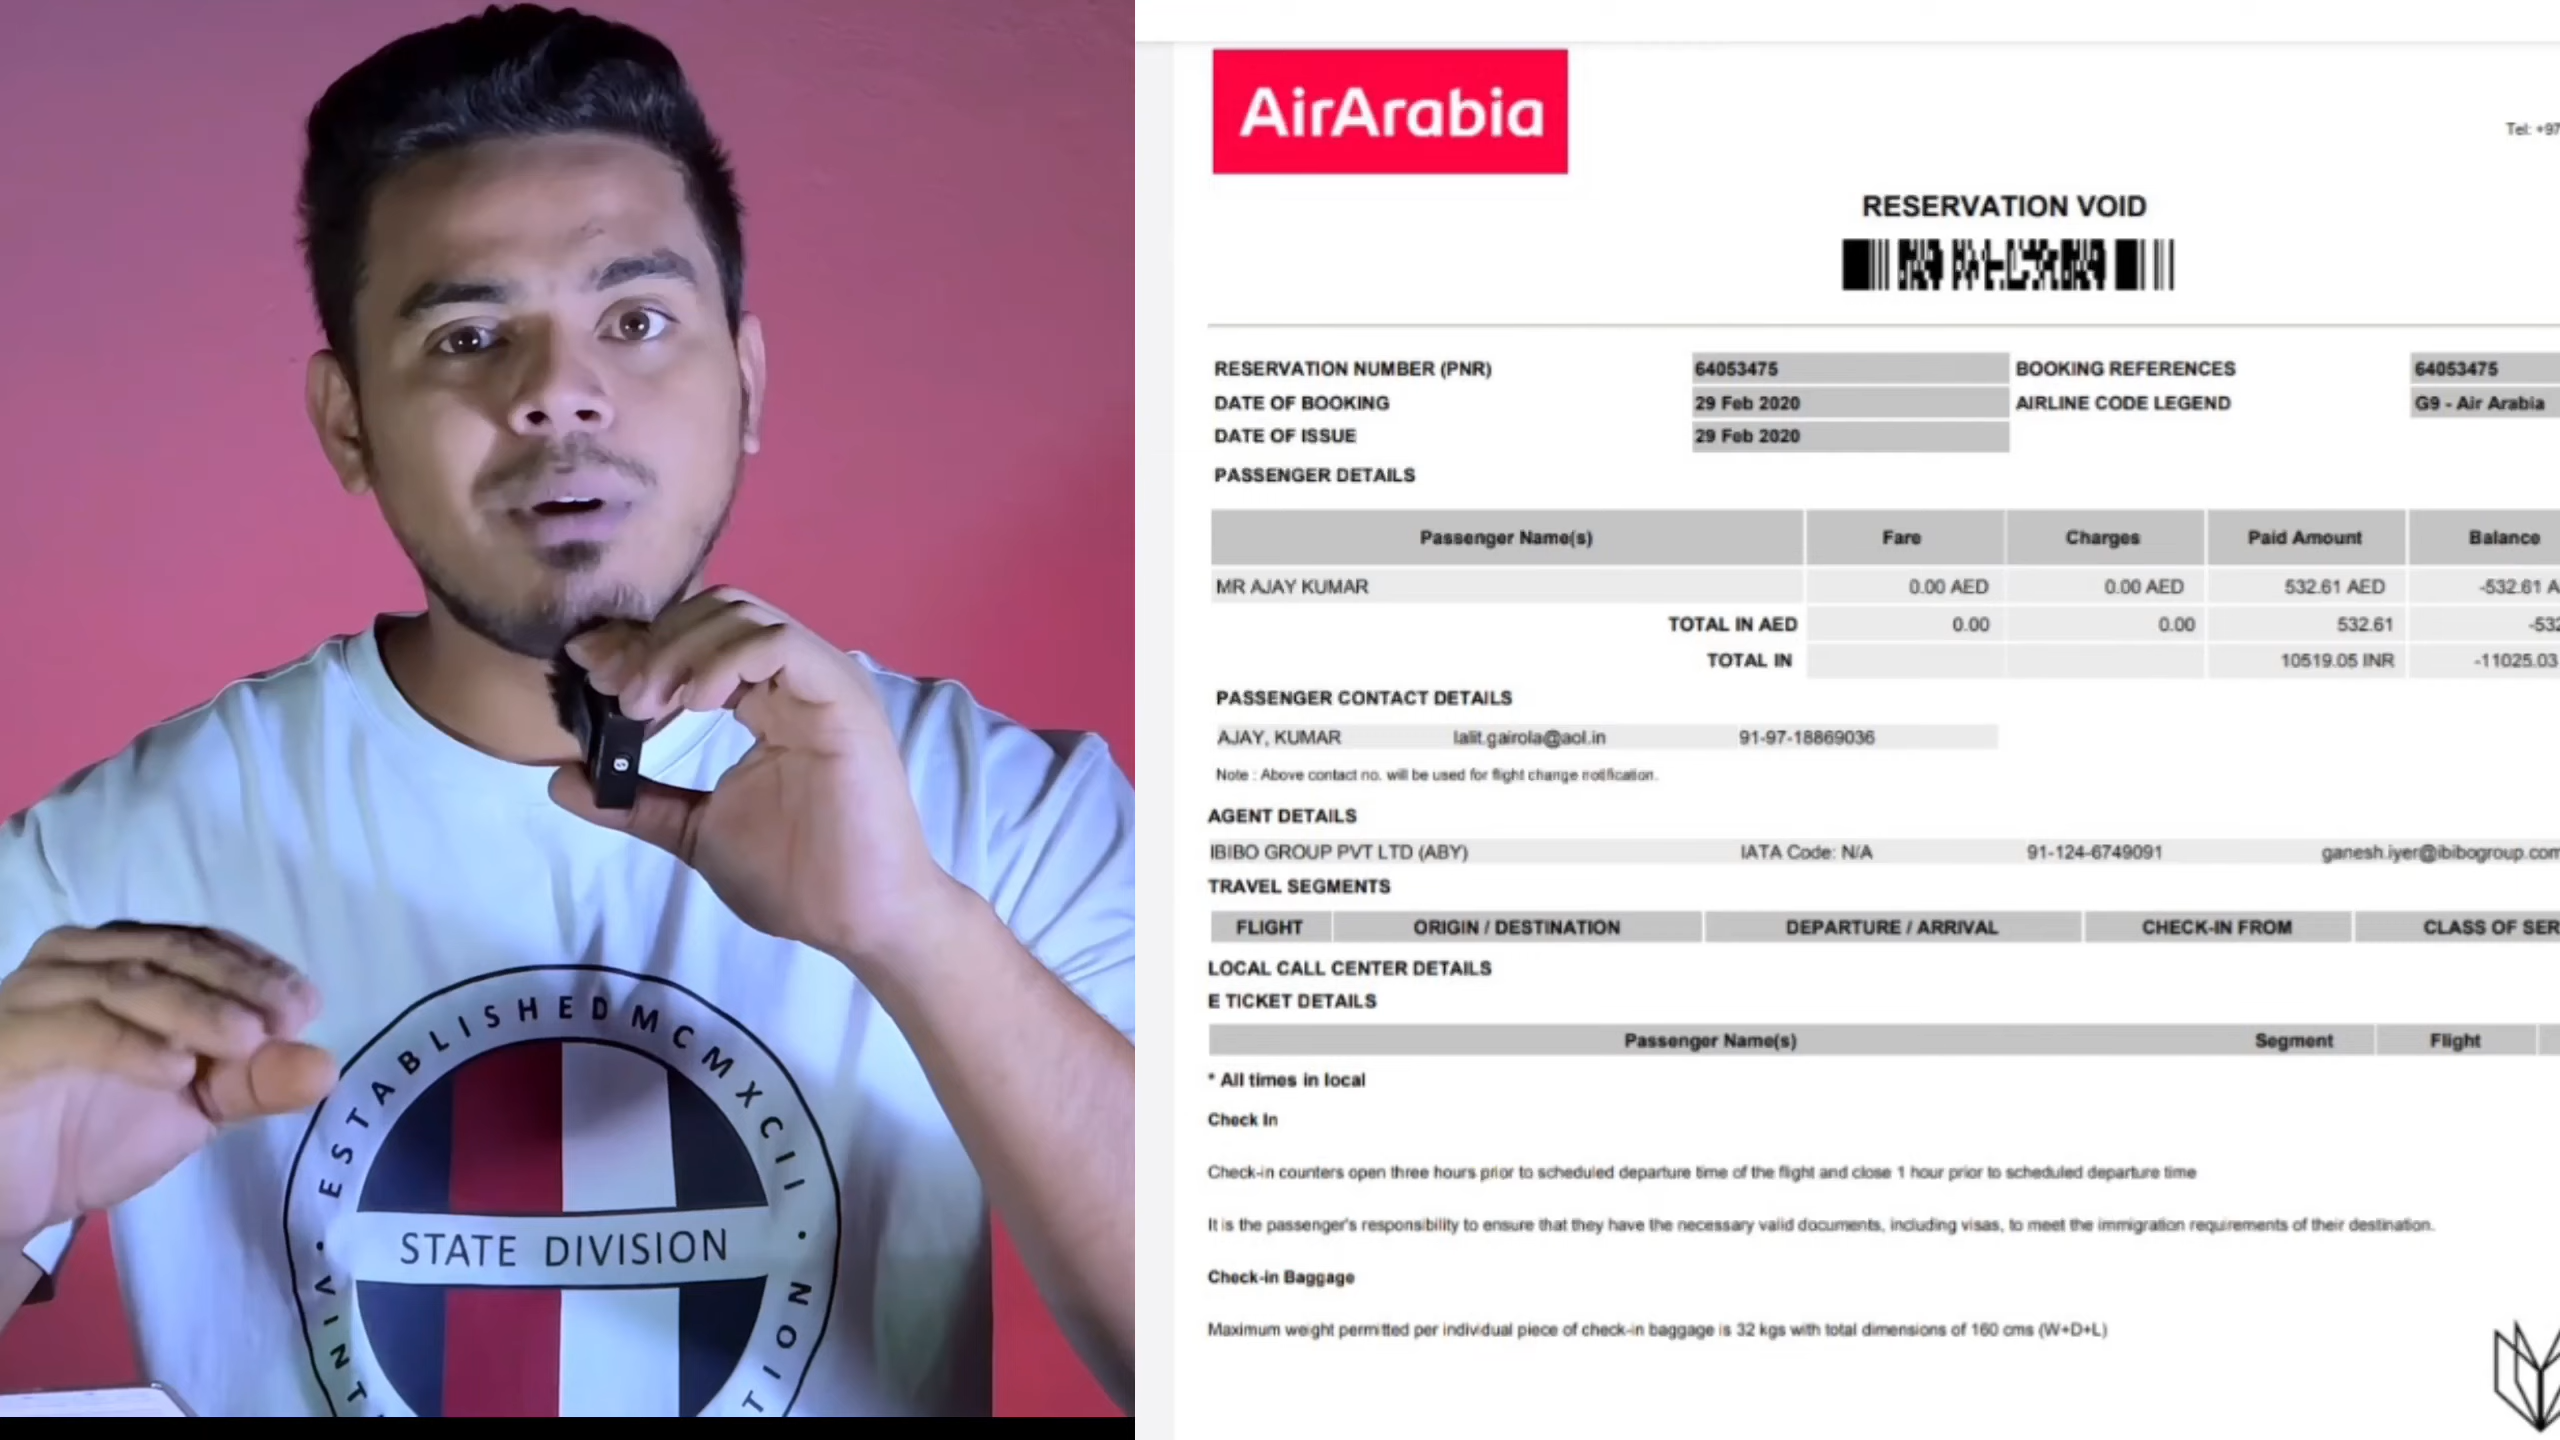 ESTABLISHED MCMXCII
STATE DIVISION
AirArabia
Tel: +97
RESERVATION VOID
RESERVATION NUMBER (PNR) 64053475 BOOKING REFERENCES 64053475
DATE OF BOOKING 29 Feb 2020 AIRLINE CODE LEGEND G9 - Air Arabia
DATE OF ISSUE 29 Feb 2020
PASSENGER DETAILS
Passenger Name(s) Fare Charges Paid Amount Balance
MR AJAY KUMAR 0.00 AED 0.00 AED 532.61 AED -532.61 A
TOTAL IN AED 0.00 0.00 532.61 -532
TOTAL IN 10519.05 INR -11025.03
PASSENGER CONTACT DETAILS
AJAY, KUMAR lalit.gairola@aol.in 91-97-18869036
Note : Above contact no. will be used for flight change notification.
AGENT DETAILS
IBIBO GROUP PVT LTD (ABY) IATA Code: N/A 91-124-6749091 ganesh.iyer@ibibogroup.com
TRAVEL SEGMENTS
FLIGHT ORIGIN / DESTINATION DEPARTURE / ARRIVAL CHECK-IN FROM CLASS OF SER
LOCAL CALL CENTER DETAILS
E TICKET DETAILS
Passenger Name(s) Segment Flight
* All times in local
Check In
Check-in counters open three hours prior to scheduled departure time of the flight and close 1 hour prior to scheduled departure time
It is the passenger's responsibility to ensure that they have the necessary valid documents, including visas, to meet the immigration requirements of their destination.
Check-in Baggage
Maximum weight permitted per individual piece of check-in baggage is 32 kgs with total dimensions of 160 cms (W+D+L)